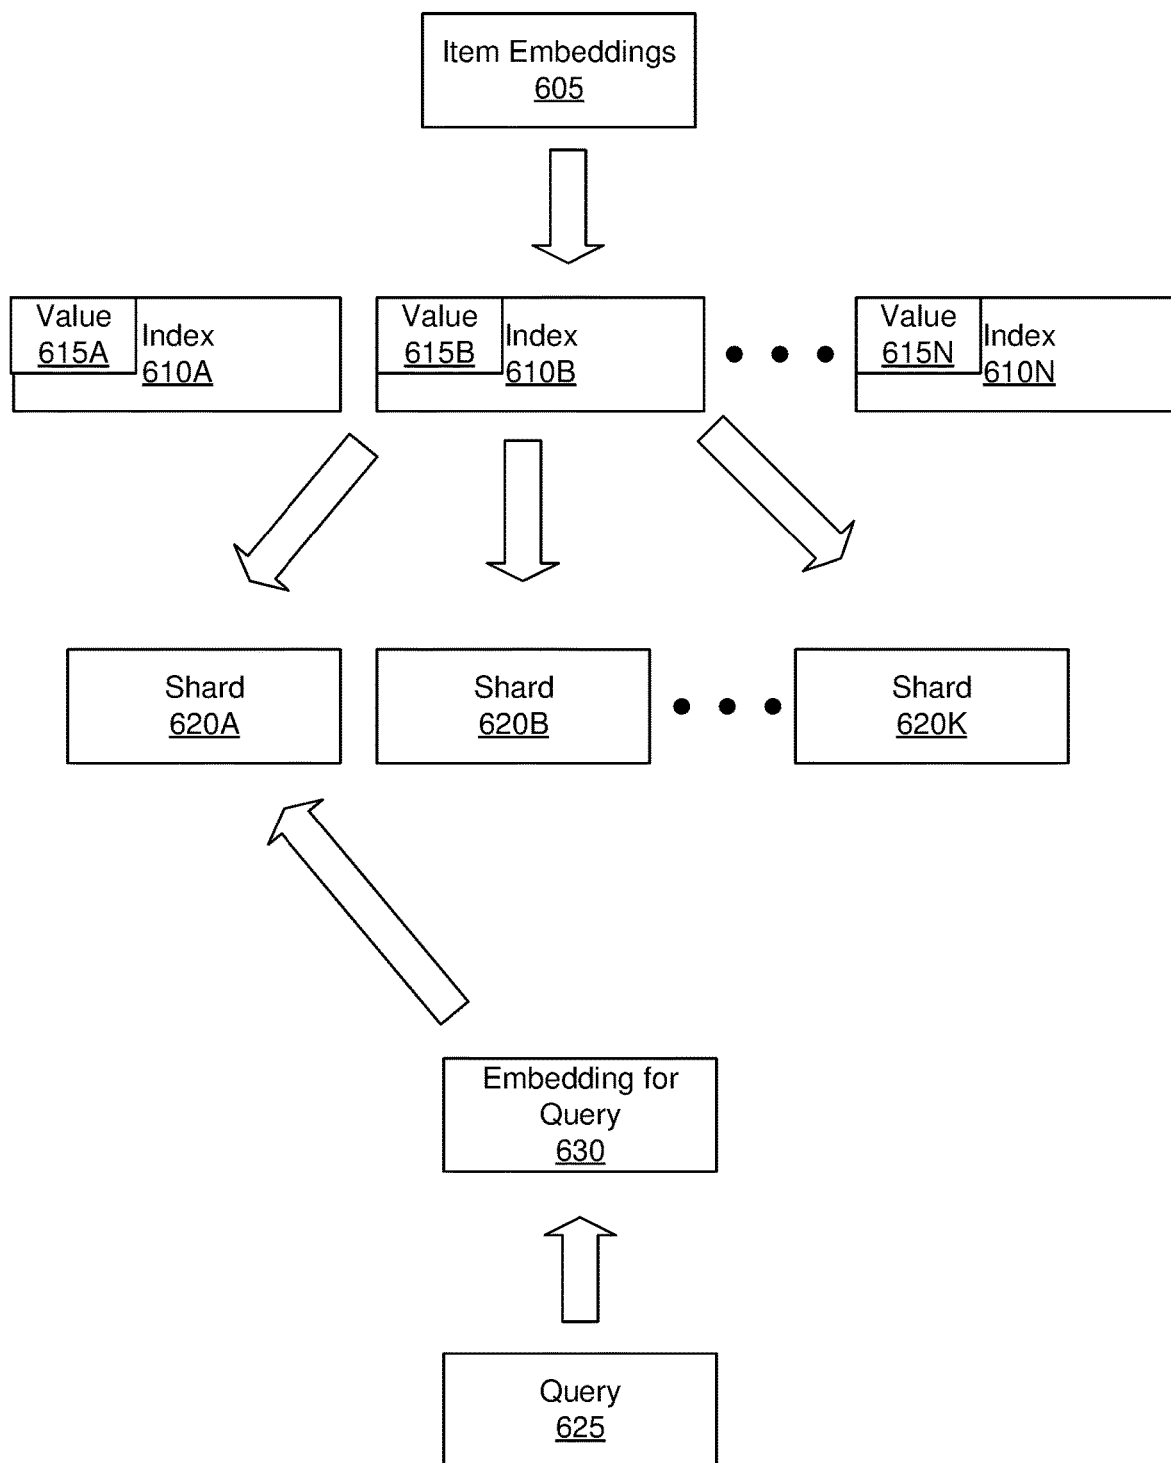 Item Embeddings
605
Value
615A
Index
610A
Value
615B
Index
610B
Value
615N
Index
610N
Shard
620A
Shard
620B
Shard
620K
Embedding for
Query
630
Query
625